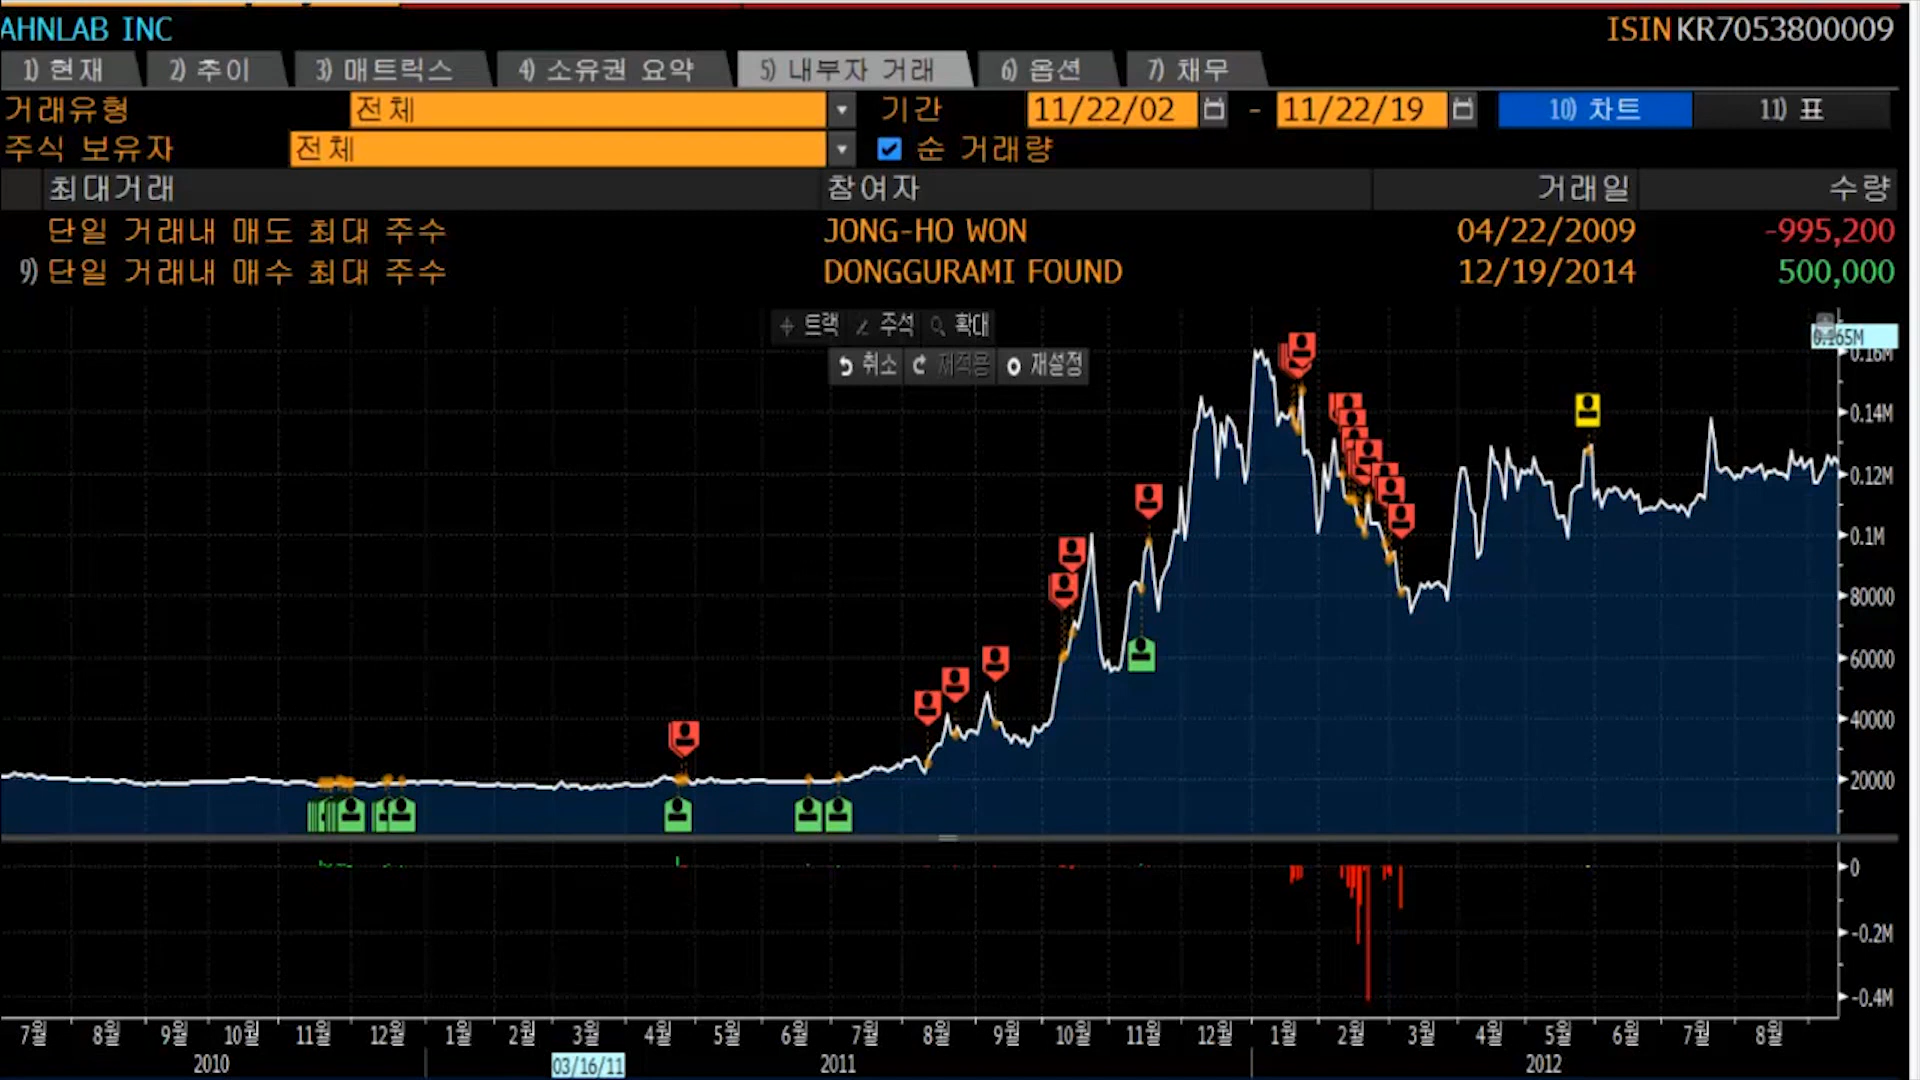 AHNLAB INC ISIN KR7053800009
1) 현재 2) 추이 3) 매트릭스 4) 소유권 요약 5) 내부자 거래 6) 옵션 7) 채무
거래유형 전체 기간 11/22/02 - 11/22/19 10) 차트 11) 표
주식 보유자 전체 순 거래량
최대거래 참여자 거래일 수량
단일 거래내 매도 최대 주수 JONG-HO WON 04/22/2009 -995,200
9) 단일 거래내 매수 최대 주수 DONGGURAMI FOUND 12/19/2014 500,000
트랙 주석 확대
0.165M
0.16M
취소 재적용 재설정
0.14M
0.12M
0.1M
80000
60000
40000
20000
0
-0.2M
-0.4M
7월 8월 9월 10월 11월 12월 1월 2월 3월 4월 5월 6월 7월 8월 9월 10월 11월 12월 1월 2월 3월 4월 5월 6월 7월 8월
2010 03/16/11 2011 2012